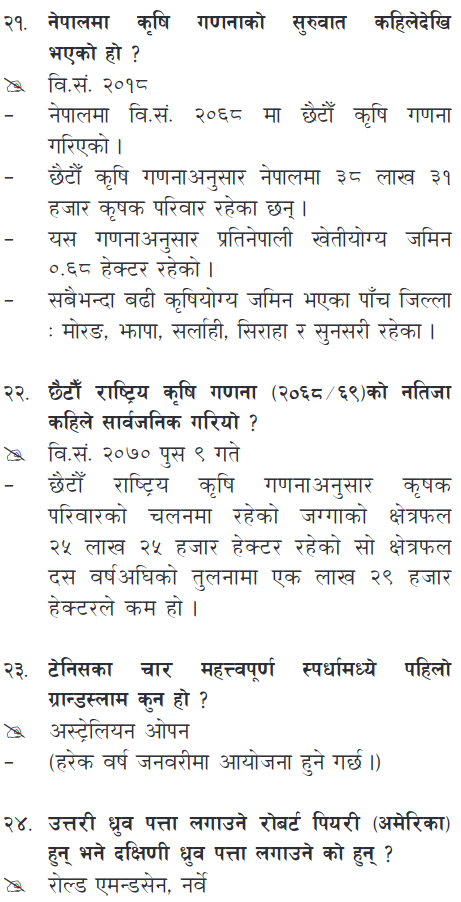 २१. नेपालमा कृषि गणनाको सुरुवात कहिलेदेखि
भएको हो ?
वि.सं. २०१८
– नेपालमा वि.सं. २०६८ मा छैटौँ कृषि गणना
गरिएको ।
– छैटौँ कृषि गणनाअनुसार नेपालमा ३८ लाख ३१
हजार कृषक परिवार रहेका छन् ।
– यस गणनाअनुसार प्रतिनेपाली खेतीयोग्य जमिन
०.६८ हेक्टर रहेको ।
– सबैभन्दा बढी कृषियोग्य जमिन भएका पाँच जिल्ला
ः मोरङ, झापा, सर्लाही, सिराहा र सुनसरी रहेका ।
२२. छैटौँ राष्ट्रिय कृषि गणना (२०६८/६९)को नतिजा
कहिले सार्वजनिक गरियो ?
वि.सं. २०७० पुस ९ गते
– छैटौँ राष्ट्रिय कृषि गणनाअनुसार कृषक
परिवारको चलनमा रहेको जग्गाको क्षेत्रफल
२५ लाख २५ हजार हेक्टर रहेको सो क्षेत्रफल
दस वर्षअघिको तुलनामा एक लाख २९ हजार
हेक्टरले कम हो ।
२३. टेनिसका चार महत्त्वपूर्ण स्पर्धामध्ये पहिलो
ग्रान्डस्लाम कुन हो ?
अस्ट्रेलियन ओपन
– (हरेक वर्ष जनवरीमा आयोजना हुने गर्छ ।)
२४. उत्तरी ध्रुव पत्ता लगाउने रोबर्ट पियरी (अमेरिका)
हुन् भने दक्षिणी ध्रुव पत्ता लगाउने को हुन् ?
रोल्ड एमन्डसेन, नर्वे